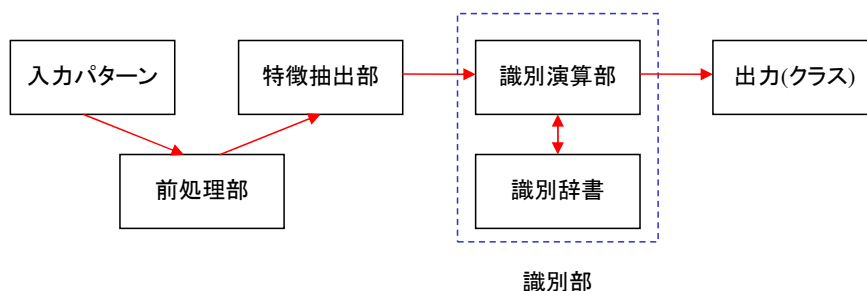 入力パターン
特徴抽出部
識別演算部
出力(クラス)
前処理部
識別辞書
識別部